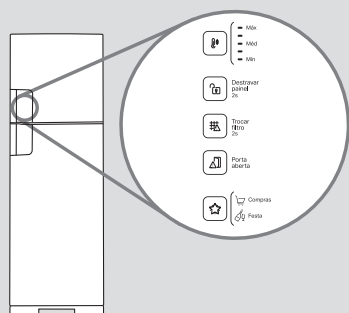 Máx
Méd
Mín
Destravar
painel
2s
Trocar
filtro
2s
Porta
aberta
Compras
Festa